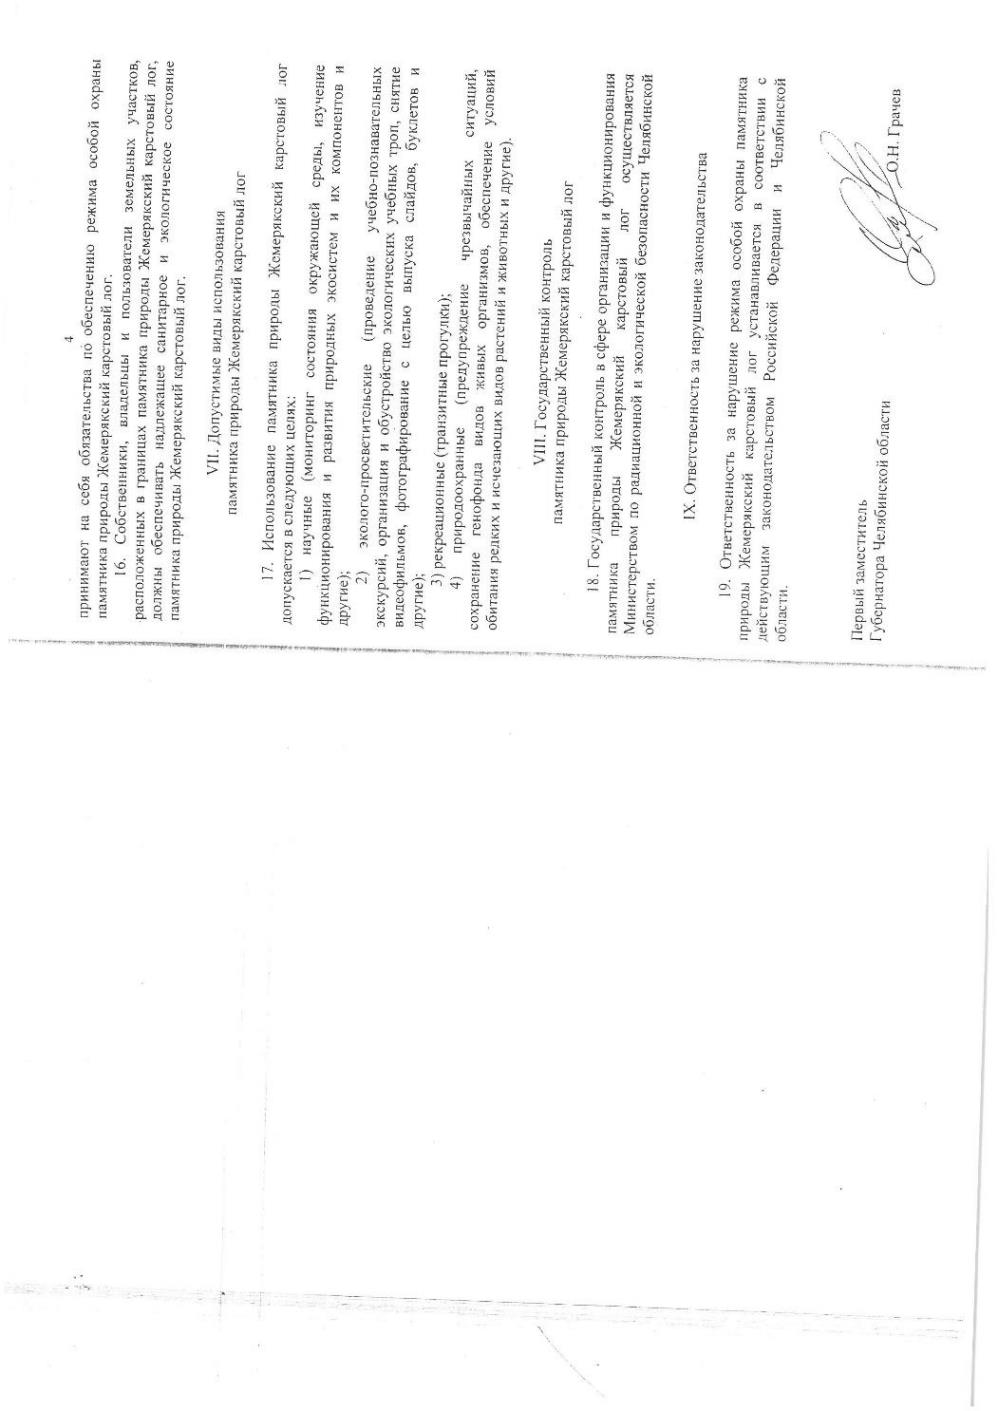 4
принимают на себя обязательства по обеспечению режима особой охраны
памятника природы Жемерякский карстовый лог.
16. Собственники, владельцы и пользователи земельных участков,
расположенных в границах памятника природы Жемерякский карстовый лог,
должны обеспечивать надлежащее санитарное и экологическое состояние
памятника природы Жемерякский карстовый лог.
VII. Допустимые виды использования
памятника природы Жемерякский карстовый лог
17. Использование памятника природы Жемерякский карстовый лог
допускается в следующих целях:
1) научные (мониторинг состояния окружающей среды, изучение
функционирования и развития природных экосистем и их компонентов и
другие);
2) эколого-просветительские (проведение учебно-познавательных
экскурсий, организация и обустройство экологических учебных троп, снятие
видеофильмов, фотографирование с целью выпуска слайдов, буклетов и
другие);
3) рекреационные (транзитные прогулки);
4) природоохранные (предупреждение чрезвычайных ситуаций,
сохранение генофонда видов живых организмов, обеспечение условий
обитания редких и исчезающих видов растений и животных и другие).
VIII. Государственный контроль
памятника природы Жемерякский карстовый лог
18. Государственный контроль в сфере организации и функционирования
памятника природы Жемерякский карстовый лог осуществляется
Министерством по радиационной и экологической безопасности Челябинской
области.
IX. Ответственность за нарушение законодательства
19. Ответственность за нарушение режима особой охраны памятника
природы Жемерякский карстовый лог устанавливается в соответствии с
действующим законодательством Российской Федерации и Челябинской
области.
Первый заместитель
Губернатора Челябинской области
О.Н. Грачев